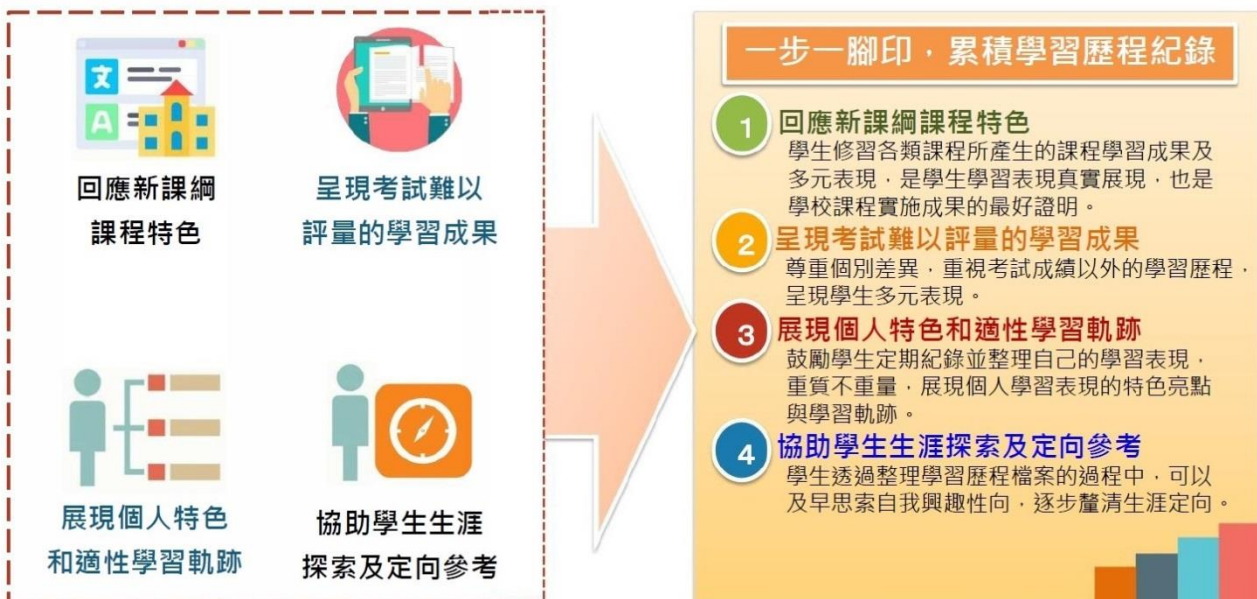 文
A
回應新課綱
課程特色
呈現考試難以
評量的學習成果
展現個人特色
和適性學習軌跡
協助學生生涯
探索及定向參考
一步一腳印，累積學習歷程紀錄
1 回應新課綱課程特色
學生修習各類課程所產生的課程學習成果及
多元表現，是學生學習表現真實展現，也是
學校課程實施成果的最好證明。
2 呈現考試難以評量的學習成果
尊重個別差異，重視考試成績以外的學習歷程，
呈現學生多元表現。
3 展現個人特色和適性學習軌跡
鼓勵學生定期紀錄並整理自己的學習表現，
重質不重量，展現個人學習表現的特色亮點
與學習軌跡。
4 協助學生生涯探索及定向參考
學生透過整理學習歷程檔案的過程中，可以
及早思索自我興趣性向，逐步釐清生涯定向。